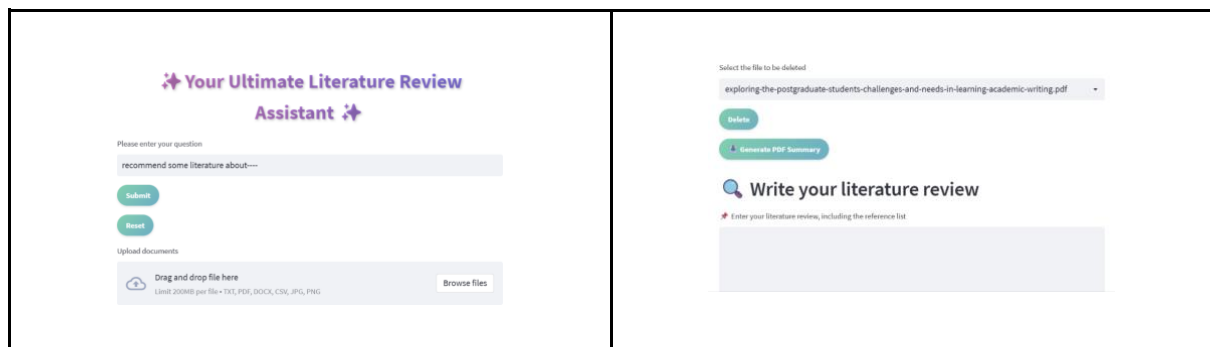 ✨ Your Ultimate Literature Review
Assistant ✨
Please enter your question
recommend some literature about----
Submit
Reset
Upload documents
Drag and drop file here
Limit 200MB per file • TXT, PDF, DOCX, CSV, JPG, PNG
Browse files
Select the file to be deleted
exploring-the-postgraduate-students-challenges-and-needs-in-learning-academic-writing.pdf
Delete
Generate PDF Summary
🔍 Write your literature review
📌 Enter your literature review, including the reference list